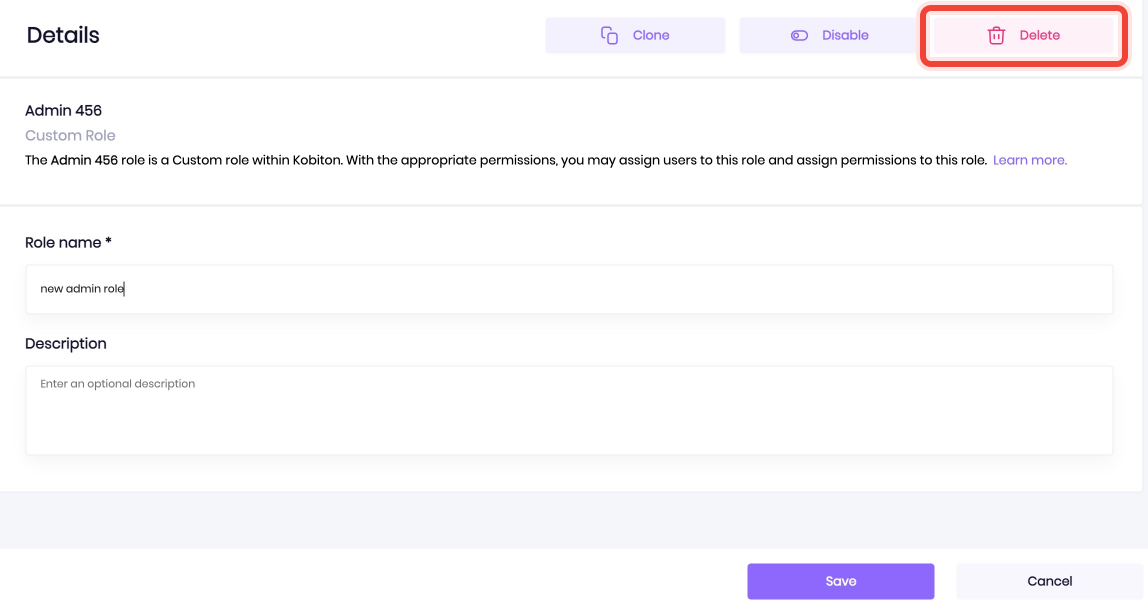 Details
Clone
Disable
Delete
Admin 456
Custom Role
The Admin 456 role is a Custom role within Kobiton. With the appropriate permissions, you may assign users to this role and assign permissions to this role. Learn more.
Role name *
new admin role
Description
Enter an optional description
Save
Cancel